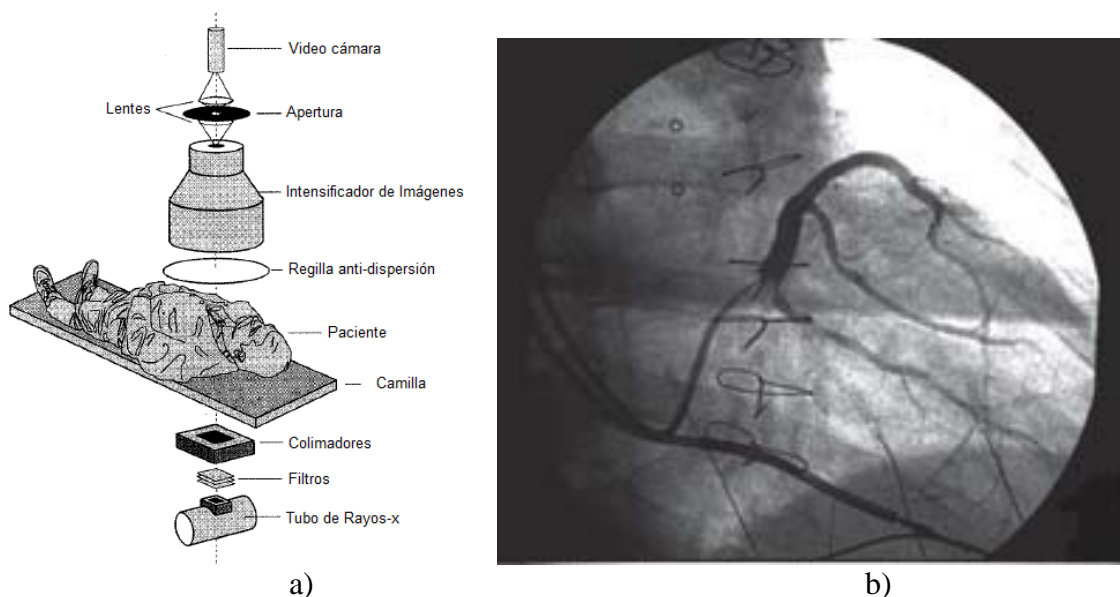 Video cámara
Lentes
Apertura
Intensificador de Imágenes
Regilla anti-dispersión
Paciente
Camilla
Colimadores
Filtros
Tubo de Rayos-x
a)
b)